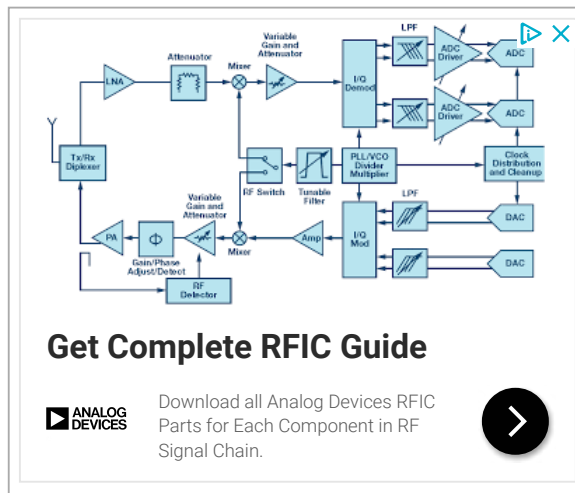 LPF
Variable
Gain and
Attenuator
Attenuator
Mixer
LNA
I/Q
Demod
ADC
Driver
ADC
ADC
Driver
ADC
Tx/Rx
Diplexer
RF Switch
Tunable
Filter
PLL/VCO
Divider
Multiplier
Clock
Distribution
and Cleanup
Variable
Gain and
Attenuator
LPF
PA
Φ
Gain/Phase
Adjust/Detect
Mixer
Amp
I/Q
Mod
DAC
DAC
RF
Detector
Get Complete RFIC Guide
ANALOG
DEVICES
Download all Analog Devices RFIC
Parts for Each Component in RF
Signal Chain.